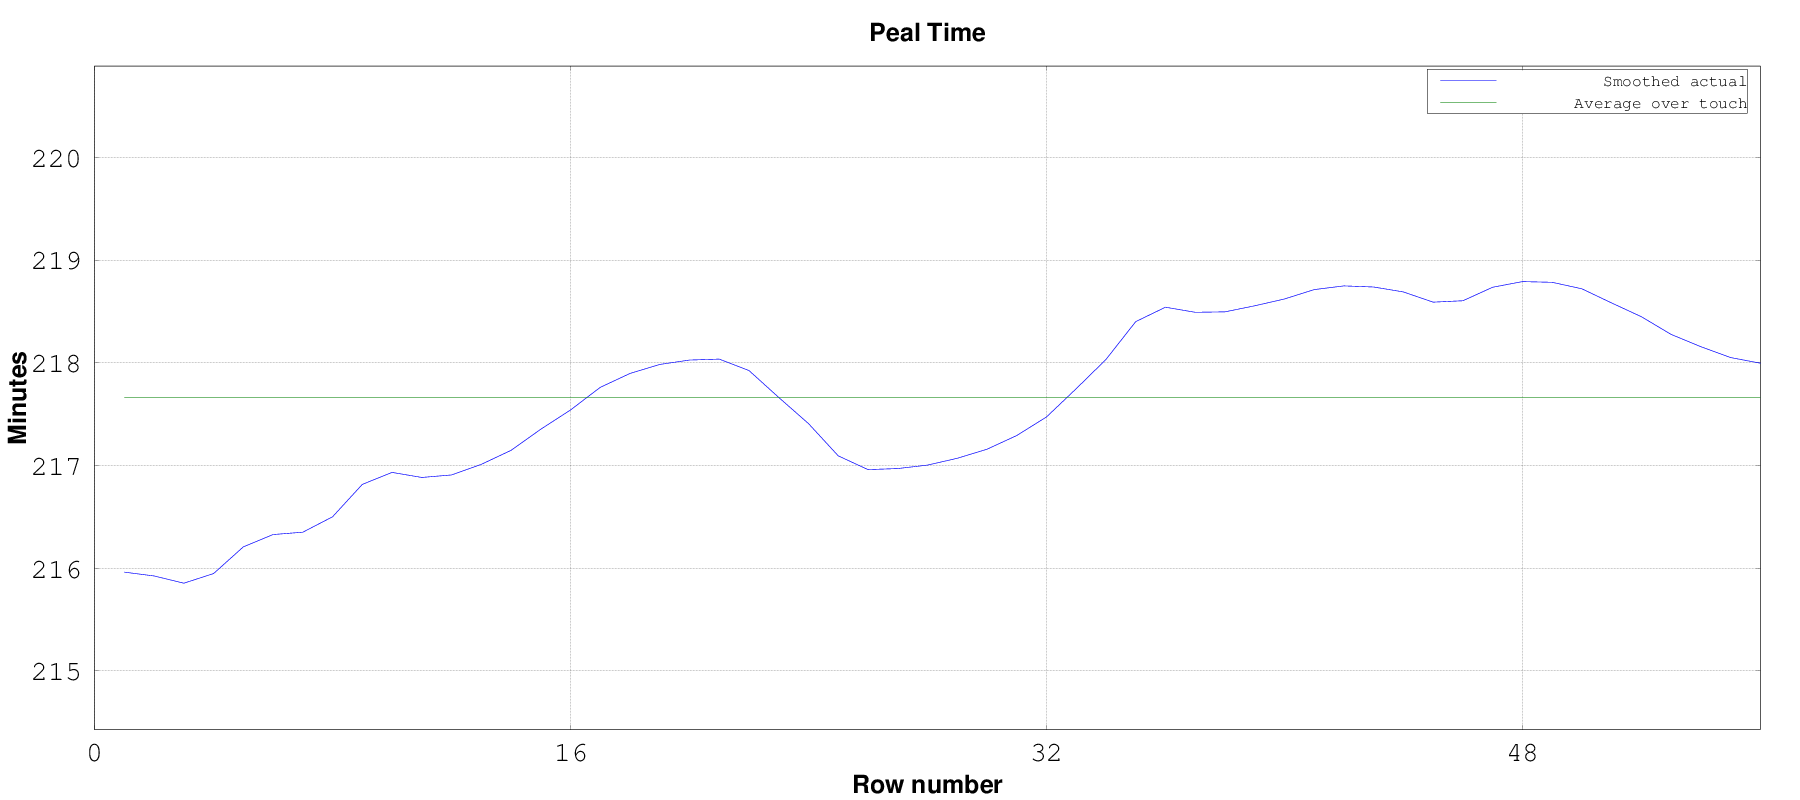 Peal Time
Smoothed actual
Average over touch
220
219
218
217
216
215
Minutes
0 16 32 48
Row number